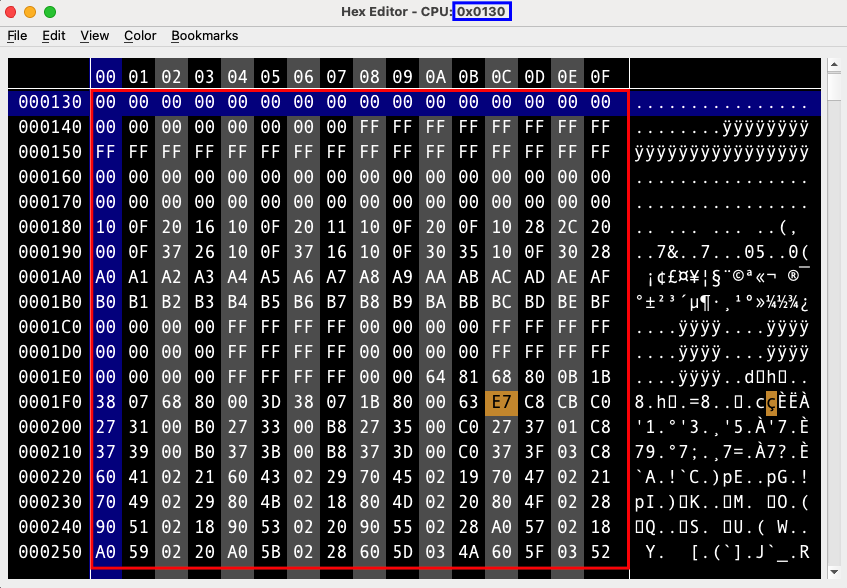 Hex Editor - CPU:0x0130
File Edit View Color Bookmarks
00 01 02 03 04 05 06 07 08 09 0A 0B 0C 0D 0E 0F
000130 00 00 00 00 00 00 00 00 00 00 00 00 00 00 00 00 ................
000140 00 00 00 00 00 00 00 00 FF FF FF FF FF FF FF FF ........ÿÿÿÿÿÿÿÿ
000150 FF FF FF FF FF FF FF FF FF FF FF FF FF FF FF FF ÿÿÿÿÿÿÿÿÿÿÿÿÿÿÿÿ
000160 00 00 00 00 00 00 00 00 00 00 00 00 00 00 00 00 ................
000170 00 00 00 00 00 00 00 00 00 00 00 00 00 00 00 00 ................
000180 10 0F 20 16 10 0F 20 11 10 0F 20 0F 10 28 2C 20 .. ... ... ..(,
000190 00 0F 37 26 10 0F 37 16 10 0F 30 35 10 0F 30 28 ..7&..7...05..0(
0001A0 A0 A1 A2 A3 A4 A5 A6 A7 A8 A9 AA AB AC AD AE AF ¡¢£¤¥¦§¨©ª«¬ ®¯
0001B0 B0 B1 B2 B3 B4 B5 B6 B7 B8 B9 BA BB BC BD BE BF °±²³´µ¶·¸¹º»¼½¾¿
0001C0 00 00 00 00 FF FF FF FF 00 00 00 00 FF FF FF FF ....ÿÿÿÿ....ÿÿÿÿ
0001D0 00 00 00 00 FF FF FF FF 00 00 00 00 FF FF FF FF ....ÿÿÿÿ....ÿÿÿÿ
0001E0 00 00 00 00 FF FF FF FF 00 00 64 81 68 80 0B 1B ....ÿÿÿÿ..d▯h▯..
0001F0 38 07 68 80 00 3D 38 07 1B 80 00 63 E7 C8 CB C0 8.h▯.=8..▯.cçÈËÀ
000200 27 31 00 B0 27 33 00 B8 27 35 00 C0 27 37 01 C8 '1.°'3.¸'5.À'7.È
000210 37 39 00 B0 37 3B 00 B8 37 3D 00 C0 37 3F 03 C8 79.°7;.¸7=.À7?.È
000220 60 41 02 21 60 43 02 29 70 45 02 19 70 47 02 21 `A.!`C.)pE..pG.!
000230 70 49 02 29 80 4B 02 18 80 4D 02 20 80 4F 02 28 pI.)▯K..▯M. ▯O.(
000240 90 51 02 18 90 53 02 20 90 55 02 28 A0 57 02 18 ▯Q..▯S. ▯U.( W..
000250 A0 59 02 20 A0 5B 02 28 60 5D 03 4A 60 5F 03 52 Y. [.(`].J`_.R